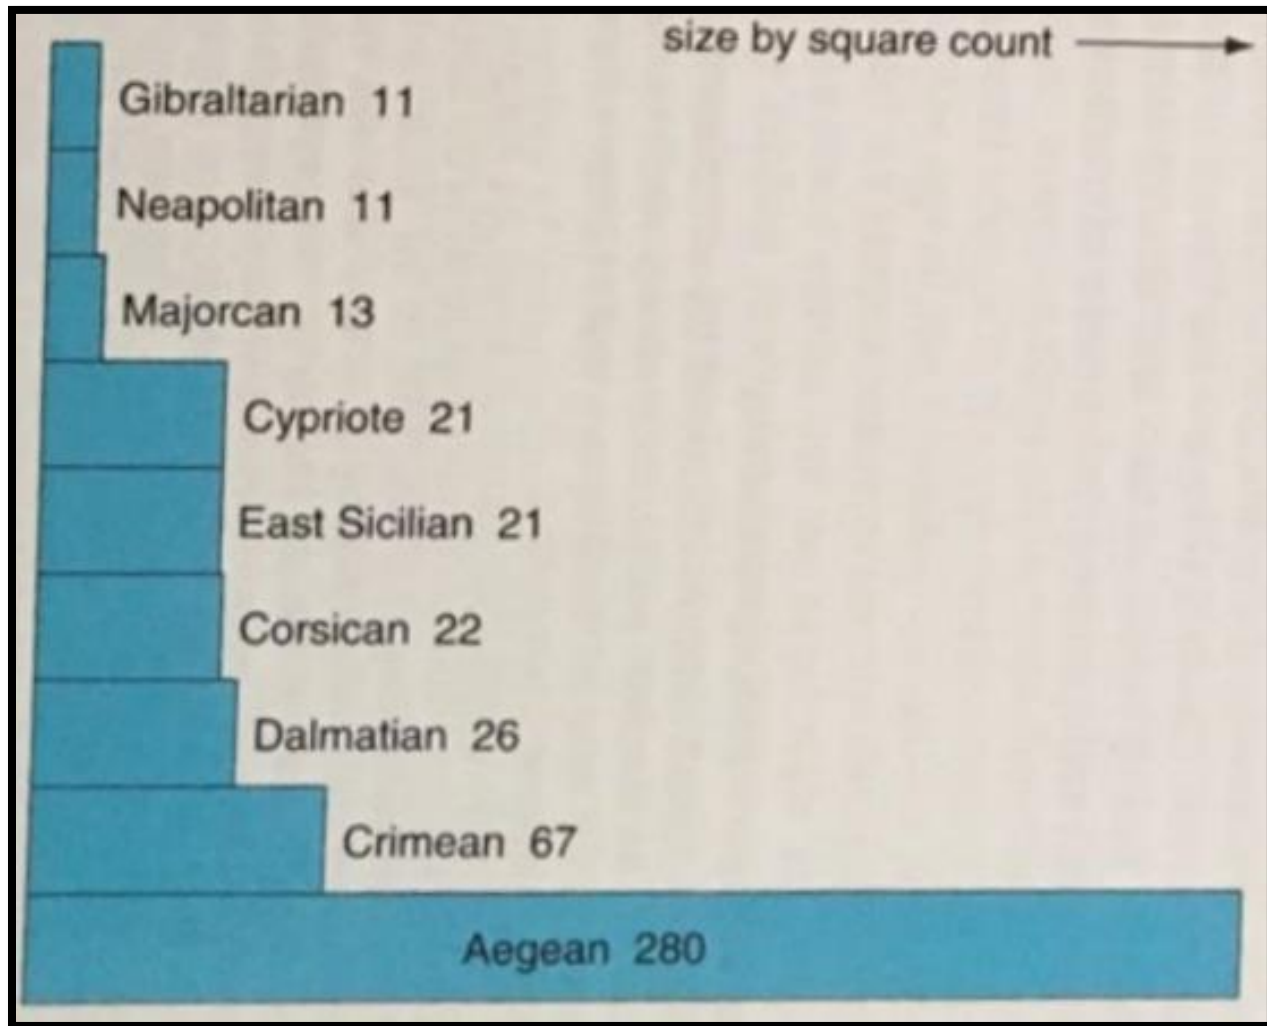 size by square count
Gibraltarian 11
Neapolitan 11
Majorcan 13
Cypriote 21
East Sicilian 21
Corsican 22
Dalmatian 26
Crimean 67
Aegean 280